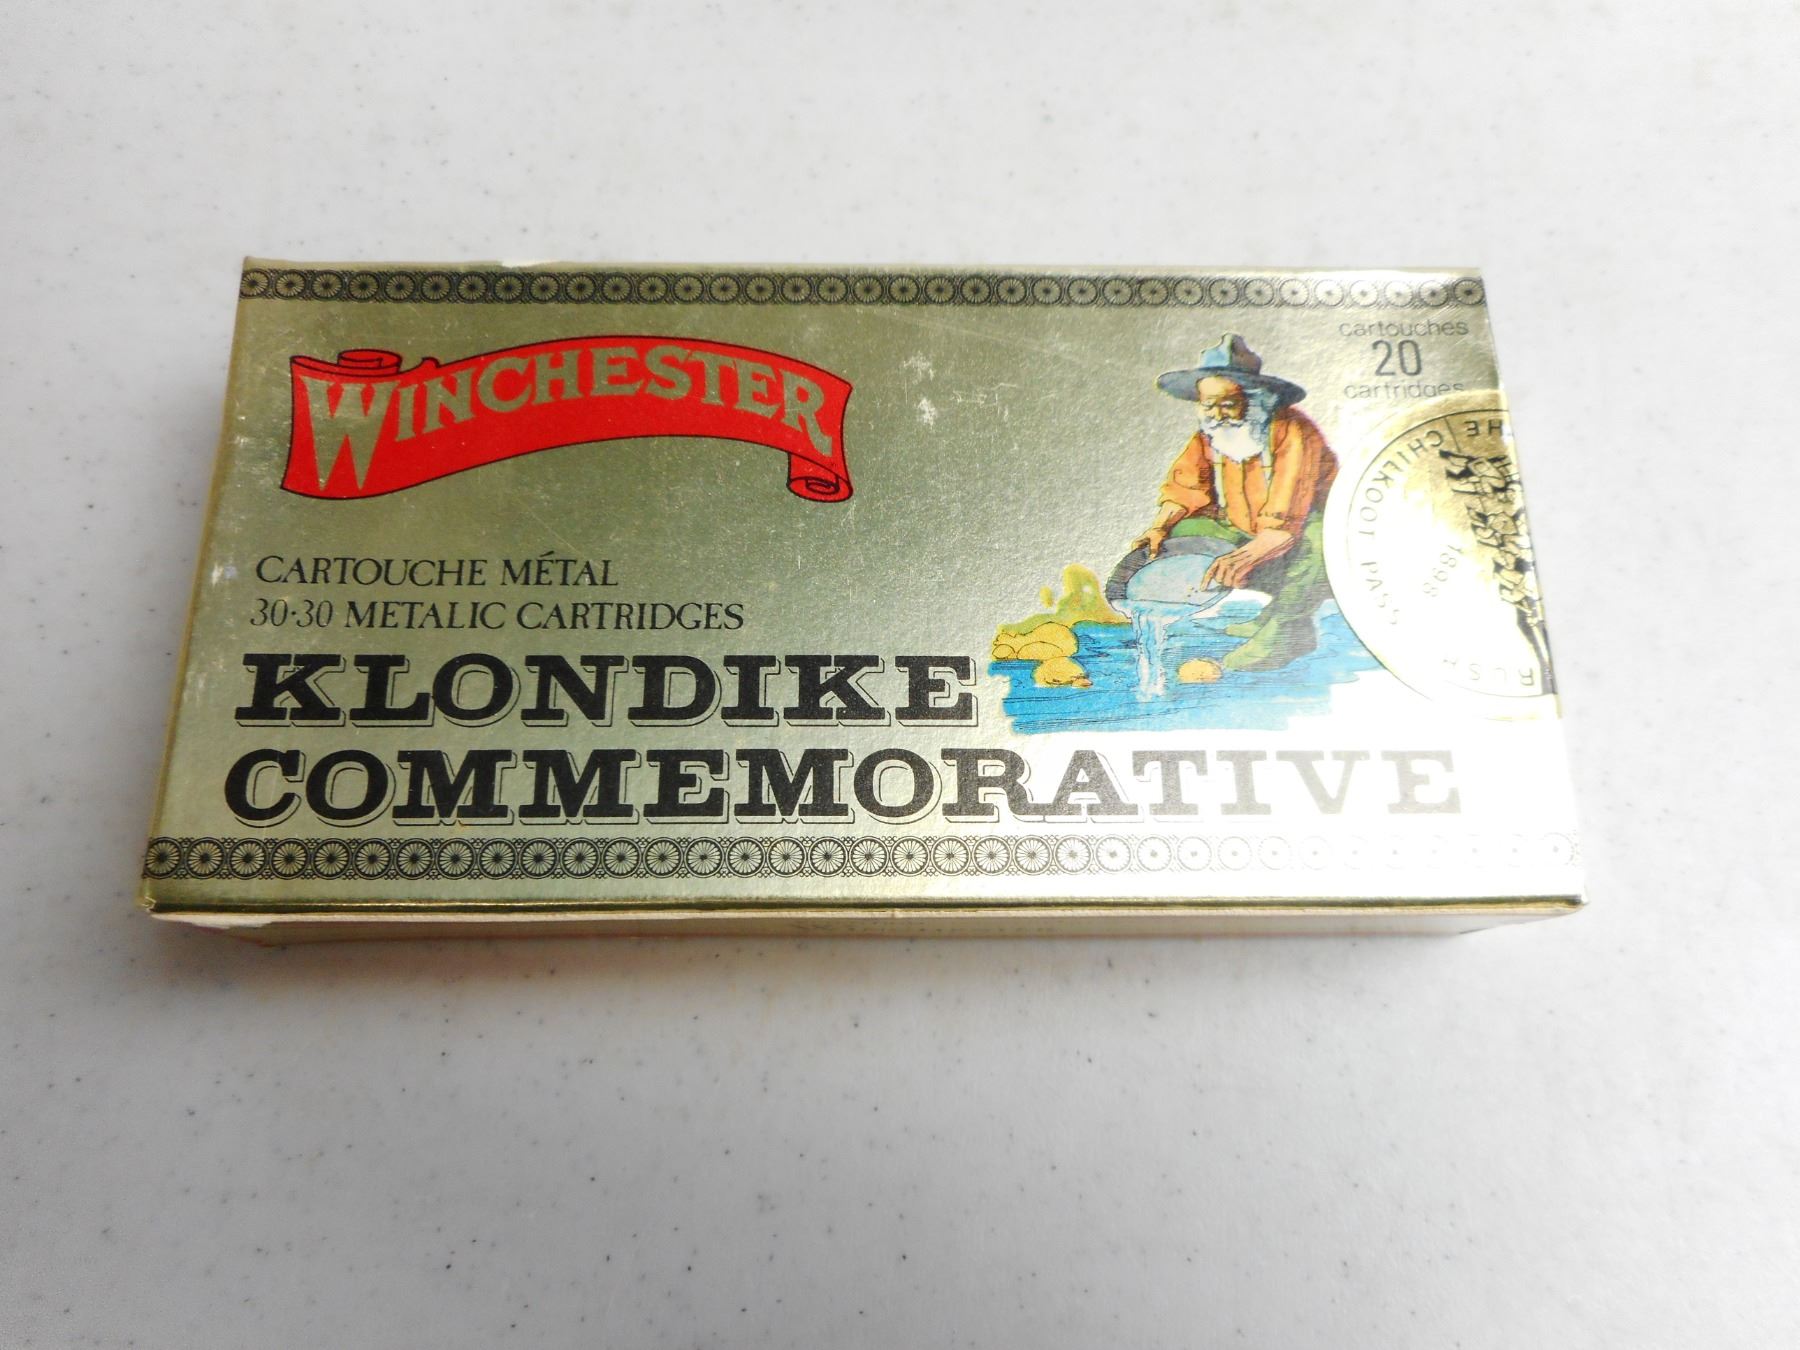 WINCHESTER
cartouches
20
cartridges
CARTOUCHE MÉTAL
30·30 METALIC CARTRIDGES
KLONDIKE
COMMEMORATIVE
CHILKOOT PASS
1898
RUSH